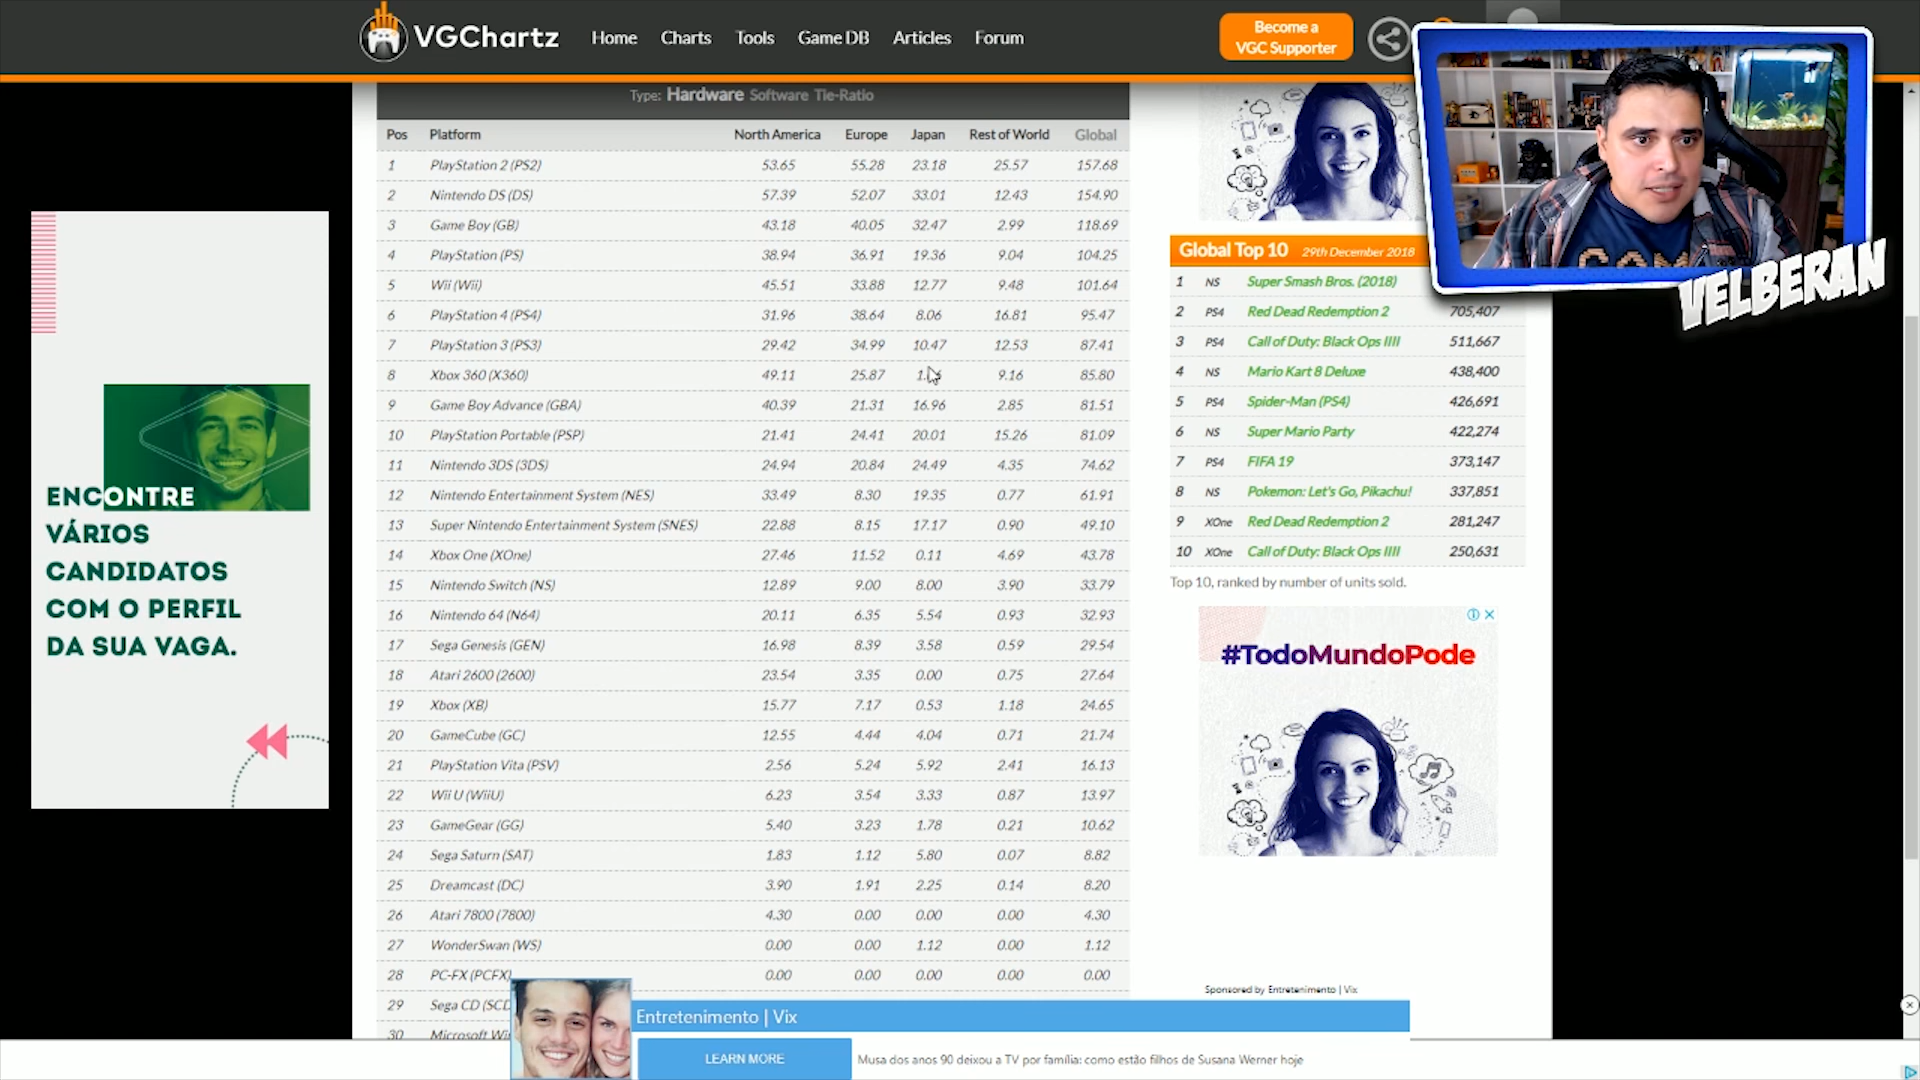 VGChartz
Home Charts Tools Game DB Articles Forum
Become a
VGC Supporter
Type: Hardware Software Tie-Ratio
Pos Platform North America Europe Japan Rest of World Global
1 PlayStation 2 (PS2) 53.65 55.28 23.18 25.57 157.68
2 Nintendo DS (DS) 57.39 52.07 33.01 12.43 154.90
3 Game Boy (GB) 43.18 40.05 32.47 2.99 118.69
4 PlayStation (PS) 38.94 36.91 19.36 9.04 104.25
5 Wii (Wii) 45.51 33.88 12.77 9.48 101.64
6 PlayStation 4 (PS4) 31.96 38.64 8.06 16.81 95.47
7 PlayStation 3 (PS3) 29.42 34.99 10.47 12.53 87.41
8 Xbox 360 (X360) 49.11 25.87 9.16 85.80
9 Game Boy Advance (GBA) 40.39 21.31 16.96 2.85 81.51
10 PlayStation Portable (PSP) 21.41 24.41 20.01 15.26 81.09
11 Nintendo 3DS (3DS) 24.94 20.84 24.49 4.35 74.62
12 Nintendo Entertainment System (NES) 33.49 8.30 19.35 0.77 61.91
13 Super Nintendo Entertainment System (SNES) 22.88 8.15 17.17 0.90 49.10
14 Xbox One (XOne) 27.46 11.52 0.11 4.69 43.78
15 Nintendo Switch (NS) 12.89 9.00 8.00 3.90 33.79
16 Nintendo 64 (N64) 20.11 6.35 5.54 0.93 32.93
17 Sega Genesis (GEN) 16.98 8.39 3.58 0.59 29.54
18 Atari 2600 (2600) 23.54 3.35 0.00 0.75 27.64
19 Xbox (XB) 15.77 7.17 0.53 1.18 24.65
20 GameCube (GC) 12.55 4.44 4.04 0.71 21.74
21 PlayStation Vita (PSV) 2.56 5.24 5.92 2.41 16.13
22 Wii U (WiiU) 6.23 3.54 3.33 0.87 13.97
23 GameGear (GG) 5.40 3.23 1.78 0.21 10.62
24 Sega Saturn (SAT) 1.83 1.12 5.80 0.07 8.82
25 Dreamcast (DC) 3.90 1.91 2.25 0.14 8.20
26 Atari 7800 (7800) 4.30 0.00 0.00 0.00 4.30
27 WonderSwan (WS) 0.00 0.00 1.12 0.00 1.12
28 PC-FX (PCFX) 0.00 0.00 0.00 0.00 0.00
29 Sega CD (SCD
30 Microsoft Wi
ENCONTRE
VÁRIOS
CANDIDATOS
COM O PERFIL
DA SUA VAGA.
VELBERAN
Global Top 10 29th December 2018
1 NS Super Smash Bros. (2018)
2 PS4 Red Dead Redemption 2 705,407
3 PS4 Call of Duty: Black Ops IIII 511,667
4 NS Mario Kart 8 Deluxe 438,400
5 PS4 Spider-Man (PS4) 426,691
6 NS Super Mario Party 422,274
7 PS4 FIFA 19 373,147
8 NS Pokemon: Let's Go, Pikachu! 337,851
9 XOne Red Dead Redemption 2 281,247
10 XOne Call of Duty: Black Ops IIII 250,631
Top 10, ranked by number of units sold.
#TodoMundoPode
Sponsored by Entretenimento | Vix
Entretenimento | Vix
LEARN MORE
Musa dos anos 90 deixou a TV por família: como estão filhos de Susana Werner hoje